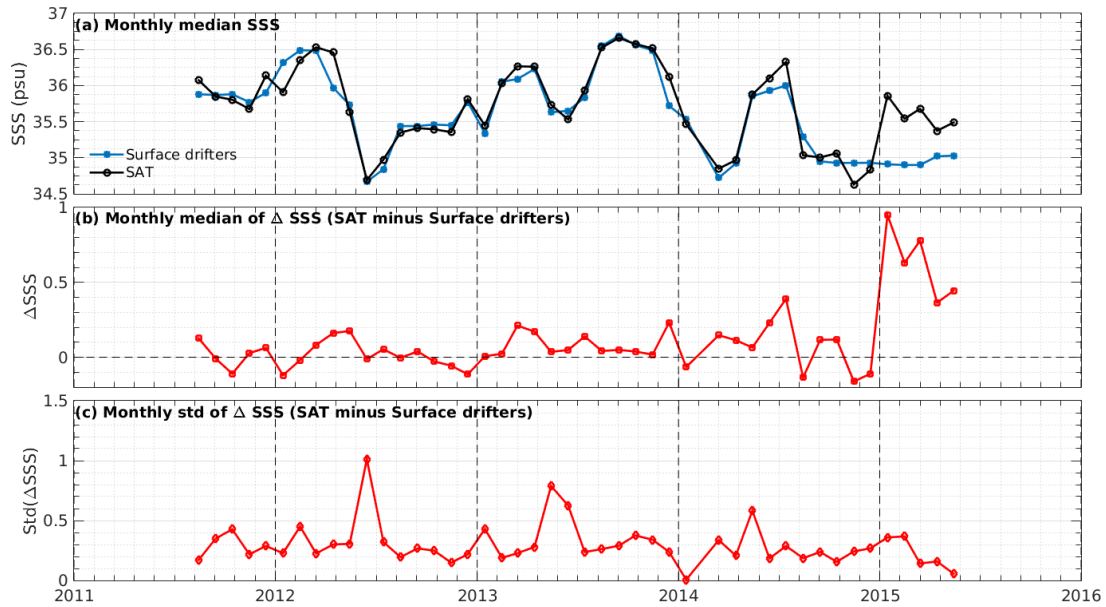 (a) Monthly median SSS
37
36.5
36
35.5
35
34.5
SSS (psu)
Surface drifters
SAT
(b) Monthly median of Δ SSS (SAT minus Surface drifters)
1
0.5
0
ΔSSS
(c) Monthly std of Δ SSS (SAT minus Surface drifters)
1.5
1
0.5
0
Std(ΔSSS)
2011 2012 2013 2014 2015 2016